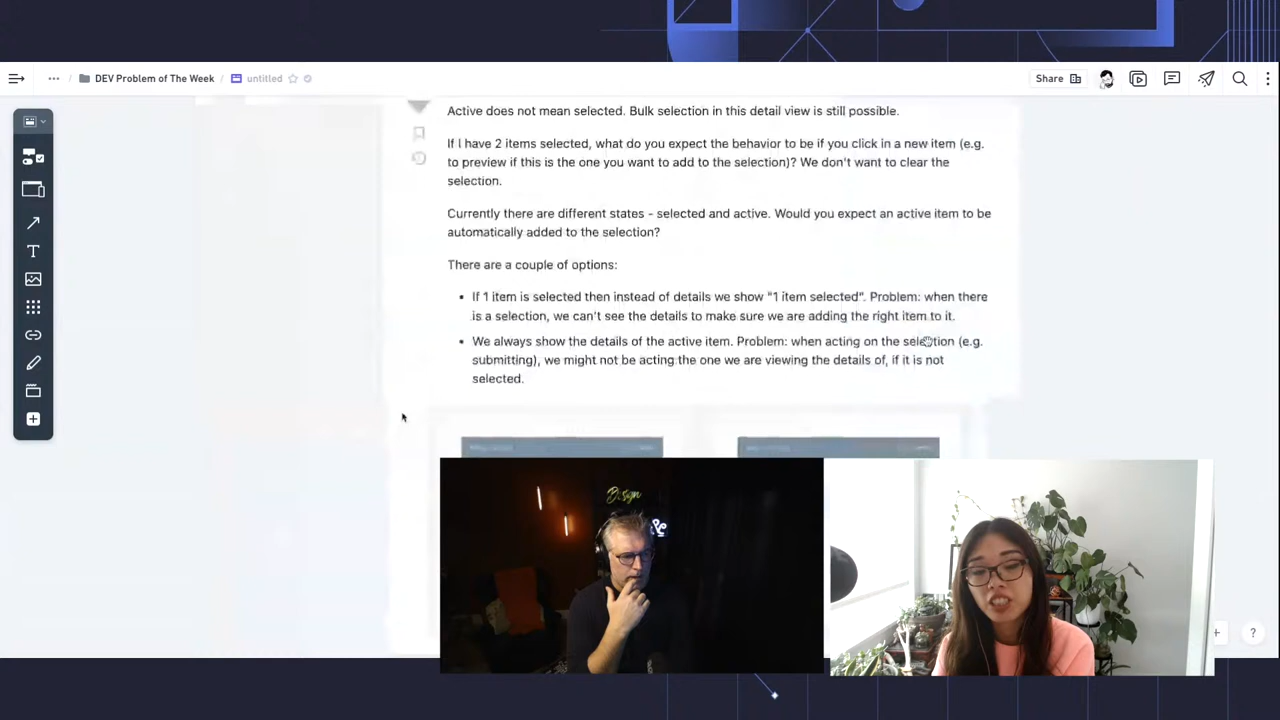 ... / DEV Problem of The Week / untitled
Share
Active does not mean selected. Bulk selection in this detail view is still possible.
If I have 2 items selected, what do you expect the behavior to be if you click in a new item (e.g.
to preview if this is the one you want to add to the selection)? We don't want to clear the
selection.
Currently there are different states - selected and active. Would you expect an active item to be
automatically added to the selection?
There are a couple of options:
• If 1 item is selected then instead of details we show "1 item selected". Problem: when there
is a selection, we can't see the details to make sure we are adding the right item to it.
• We always show the details of the active item. Problem: when acting on the selection (e.g.
submitting), we might not be acting the one we are viewing the details of, if it is not
selected.
Design